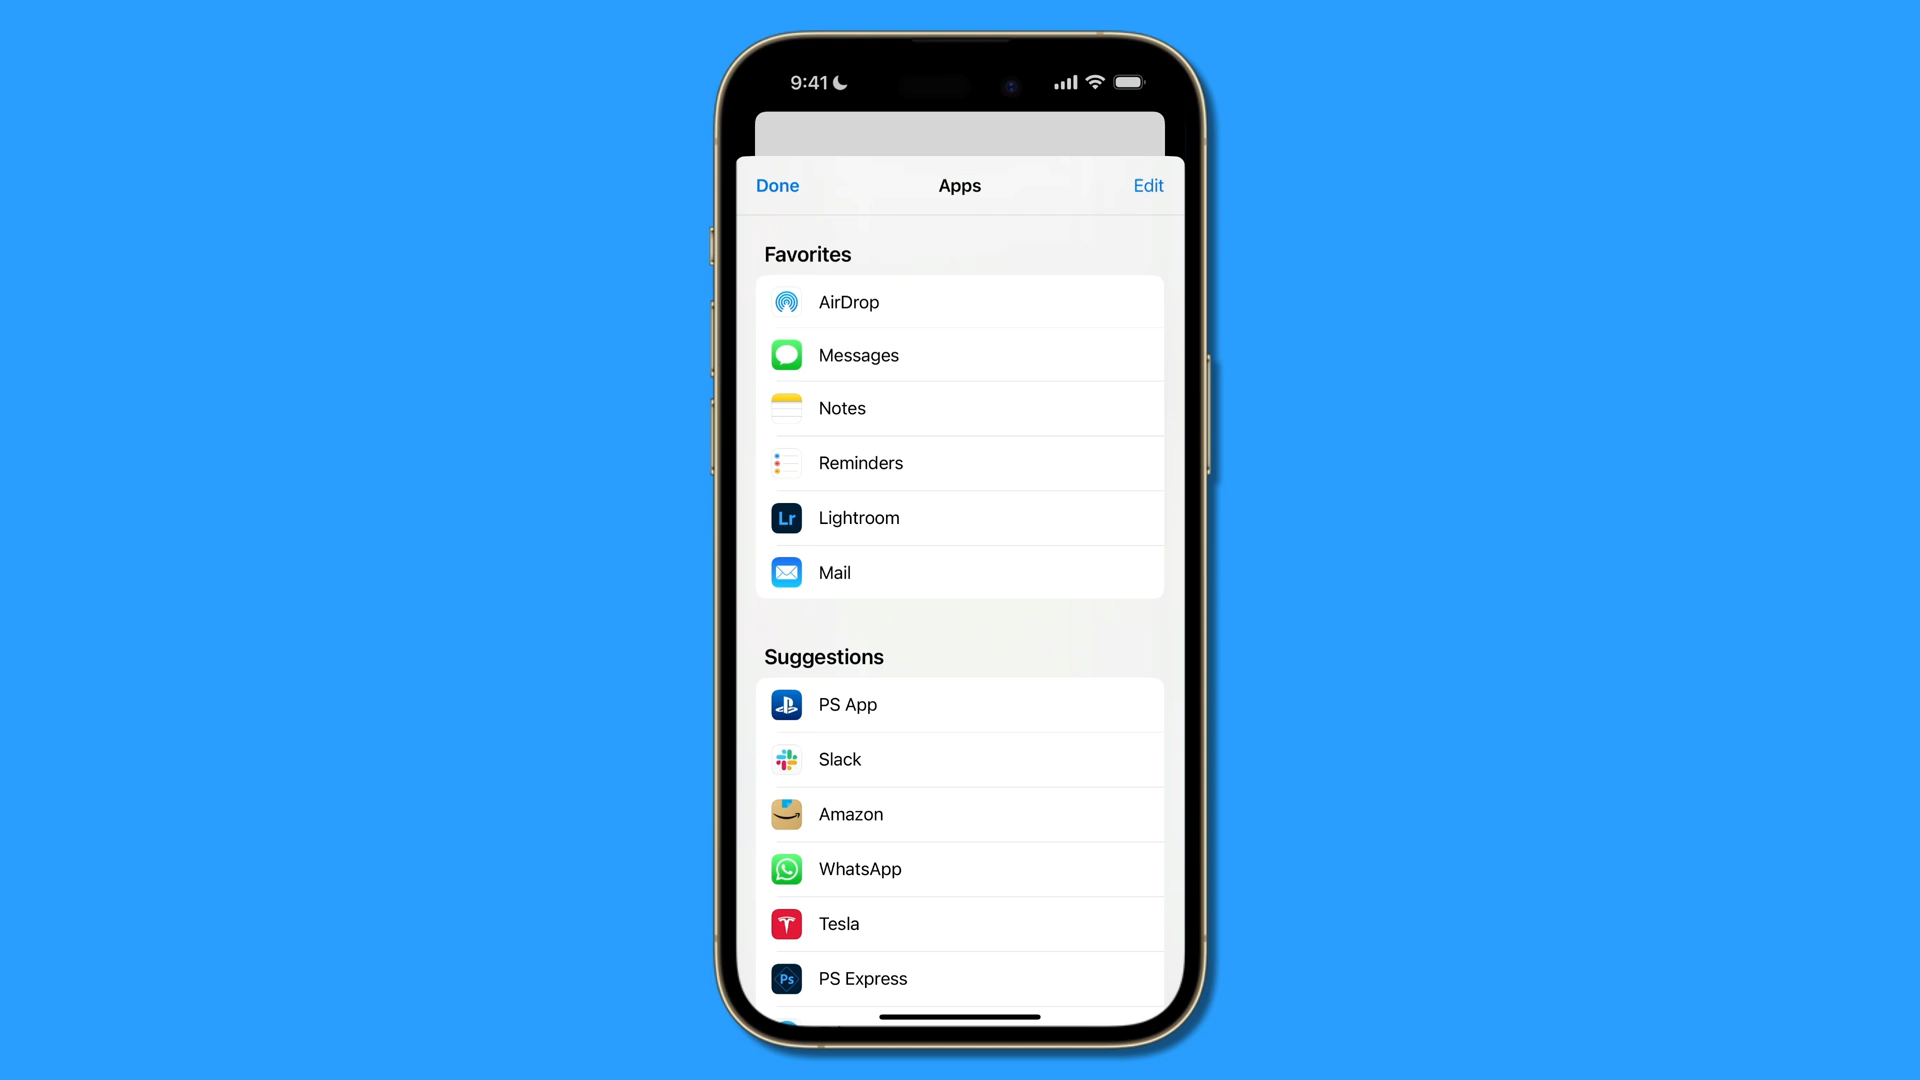 9:41
Done Apps Edit
Favorites
AirDrop
Messages
Notes
Reminders
Lr Lightroom
Mail
Suggestions
PS App
Slack
Amazon
WhatsApp
Tesla
Ps PS Express